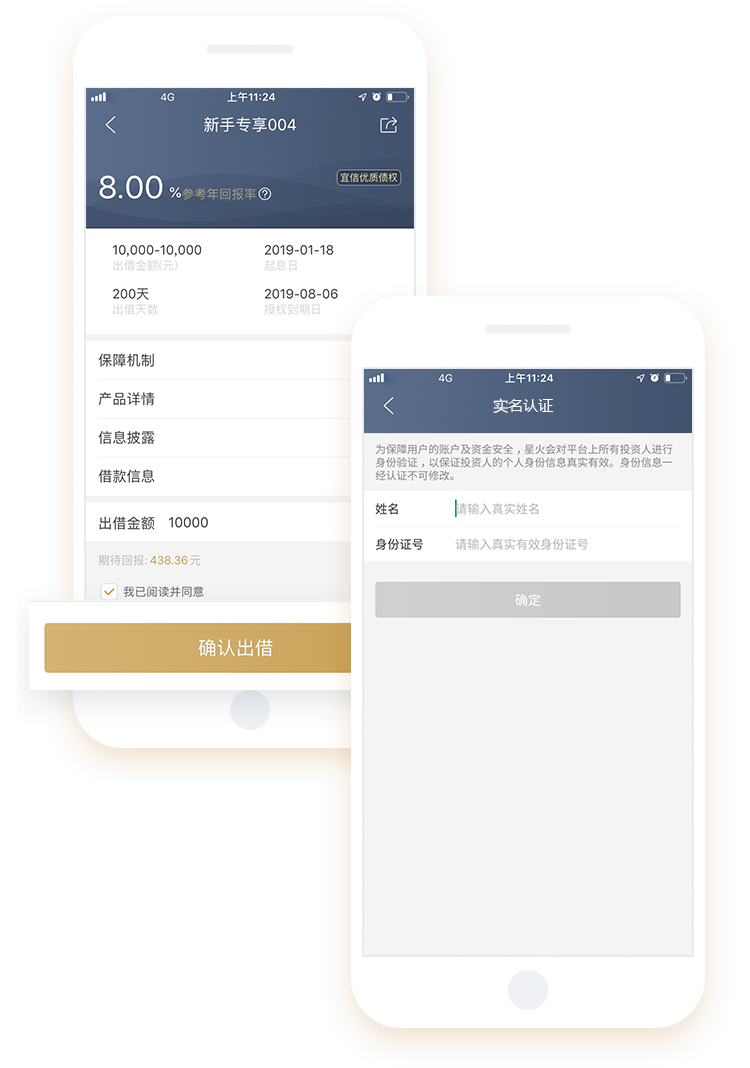 4G
上午11:24
新手专享004
8.00 %参考年回报率?
宜信优质债权
10,000-10,000
出借金额(元)
2019-01-18
起息日
200天
出借天数
2019-08-06
授权到期日
保障机制
产品详情
信息披露
借款信息
出借金额 10000
期待回报:438.36元
我已阅读并同意
确认出借
4G
上午11:24
实名认证
为保障用户的账户及资金安全，星火会对平台上所有投资人进行
身份验证，以保证投资人的个人身份信息真实有效。身份信息一
经认证不可修改。
姓名 请输入真实姓名
身份证号 请输入真实有效身份证号
确定